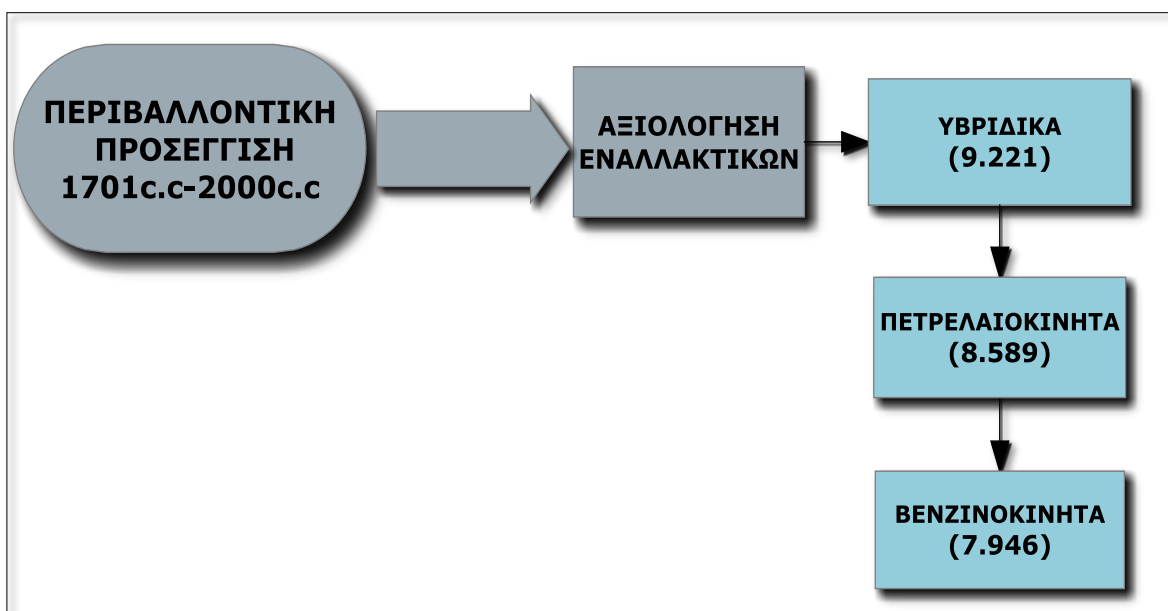 ΠΕΡΙΒΑΛΛΟΝΤΙΚΗ
ΠΡΟΣΕΓΓΙΣΗ
1701c.c-2000c.c
ΑΞΙΟΛΟΓΗΣΗ
ΕΝΑΛΛΑΚΤΙΚΩΝ
ΥΒΡΙΔΙΚΑ
(9.221)
ΠΕΤΡΕΛΑΙΟΚΙΝΗΤΑ
(8.589)
ΒΕΝΖΙΝΟΚΙΝΗΤΑ
(7.946)